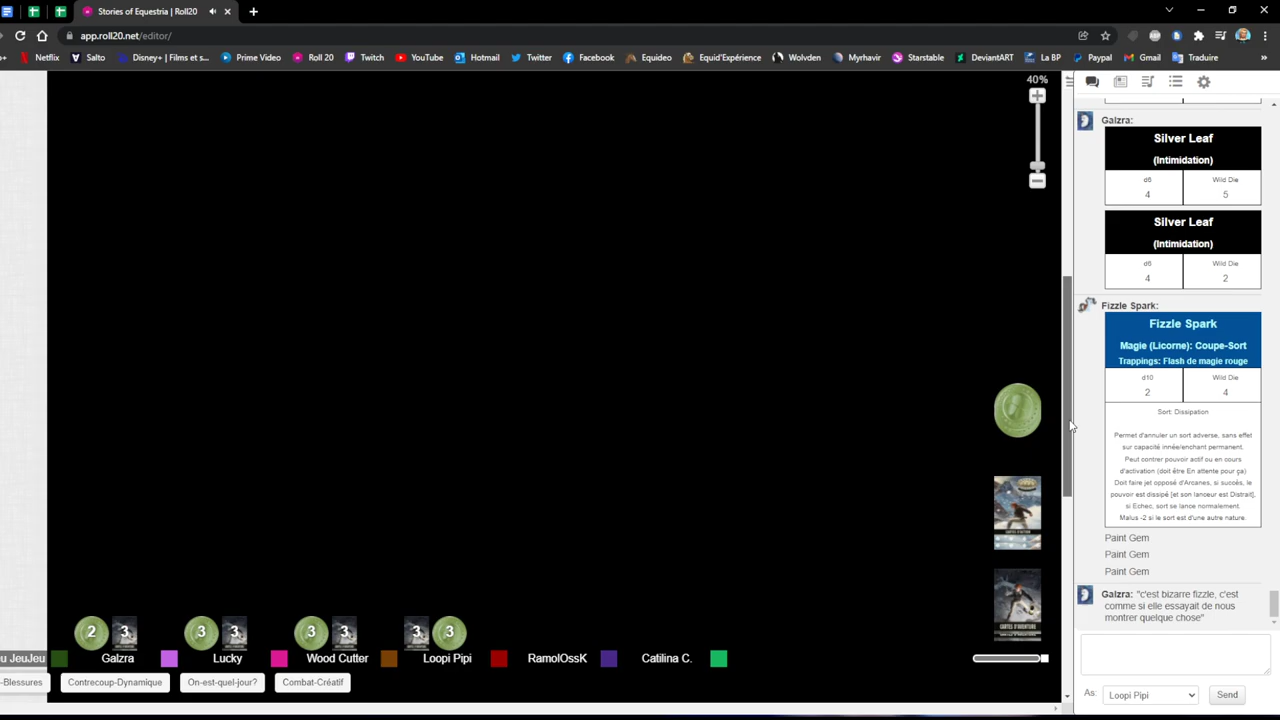 Stories of Equestria | Roll20
app.roll20.net/editor/
Netflix Salto Disney+ | Films et s... Prime Video Roll 20 Twitch YouTube Hotmail Twitter Facebook Equideo Equid'Expérience Wolvden Myrhavir Starstable DeviantART La BP Paypal Gmail Traduire »
40%
Galzra:
Silver Leaf
(Intimidation)
d6 Wild Die
4 5
Silver Leaf
(Intimidation)
d6 Wild Die
4 2
Fizzle Spark:
Fizzle Spark
Magie (Licorne): Coupe-Sort
Trappings: Flash de magie rouge
d10 Wild Die
2 4
Sort: Dissipation
Permet d'annuler un sort adverse, sans effet
sur capacité innée/enchant permanent.
Peut contrer pouvoir actif ou en cours
d'activation (doit être En attente pour ça)
Doit faire jet opposé d'Arcanes, si succès, le
pouvoir est dissipé [et son lanceur est Distrait],
si Echec, sort se lance normalement.
Malus -2 si le sort est d'une autre nature.
Paint Gem
Paint Gem
Paint Gem
Galzra: "c'est bizarre fizzle, c'est
comme si elle essayait de nous
montrer quelque chose"
2 3 3 3 3 3 3 3
u JeuJeu Galzra Lucky Wood Cutter Loopi Pipi RamolOssK Catilina C.
-Blessures Contrecoup-Dynamique On-est-quel-jour? Combat-Créatif
As: Loopi Pipi Send